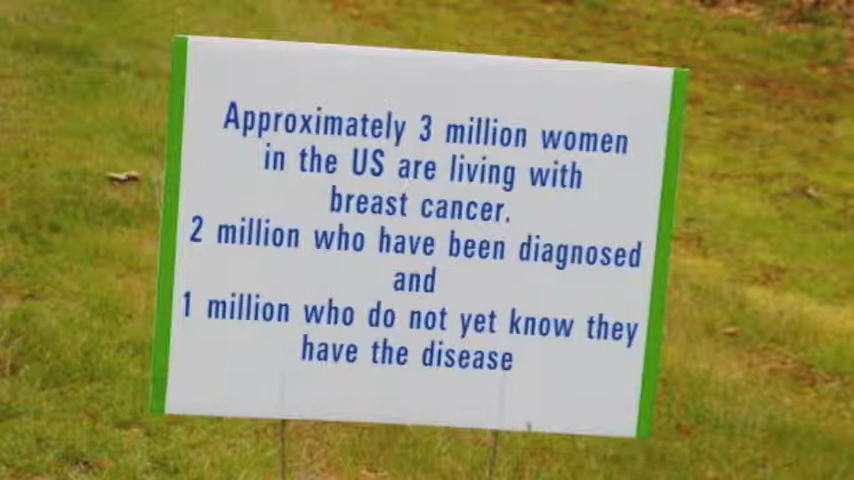 Approximately 3 million women
in the US are living with
breast cancer.
2 million who have been diagnosed
and
1 million who do not yet know they
have the disease